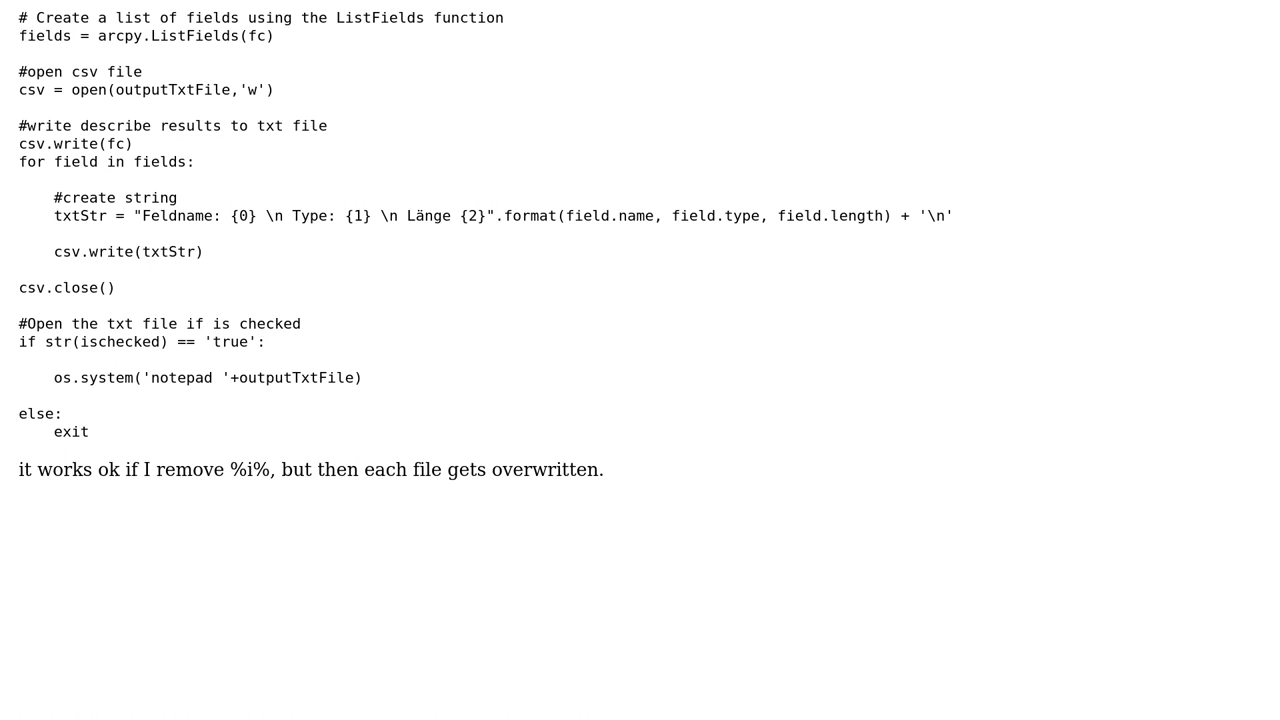 # Create a list of fields using the ListFields function
fields = arcpy.ListFields(fc)
#open csv file
csv = open(outputTxtFile,'w')
#write describe results to txt file
csv.write(fc)
for field in fields:
    #create string
    txtStr = "Feldname: {0} \n Type: {1} \n Länge {2}".format(field.name, field.type, field.length) + '\n'
    csv.write(txtStr)
csv.close()
#Open the txt file if is checked
if str(ischecked) == 'true':
    os.system('notepad '+outputTxtFile)
else:
    exit
it works ok if I remove %i%, but then each file gets overwritten.